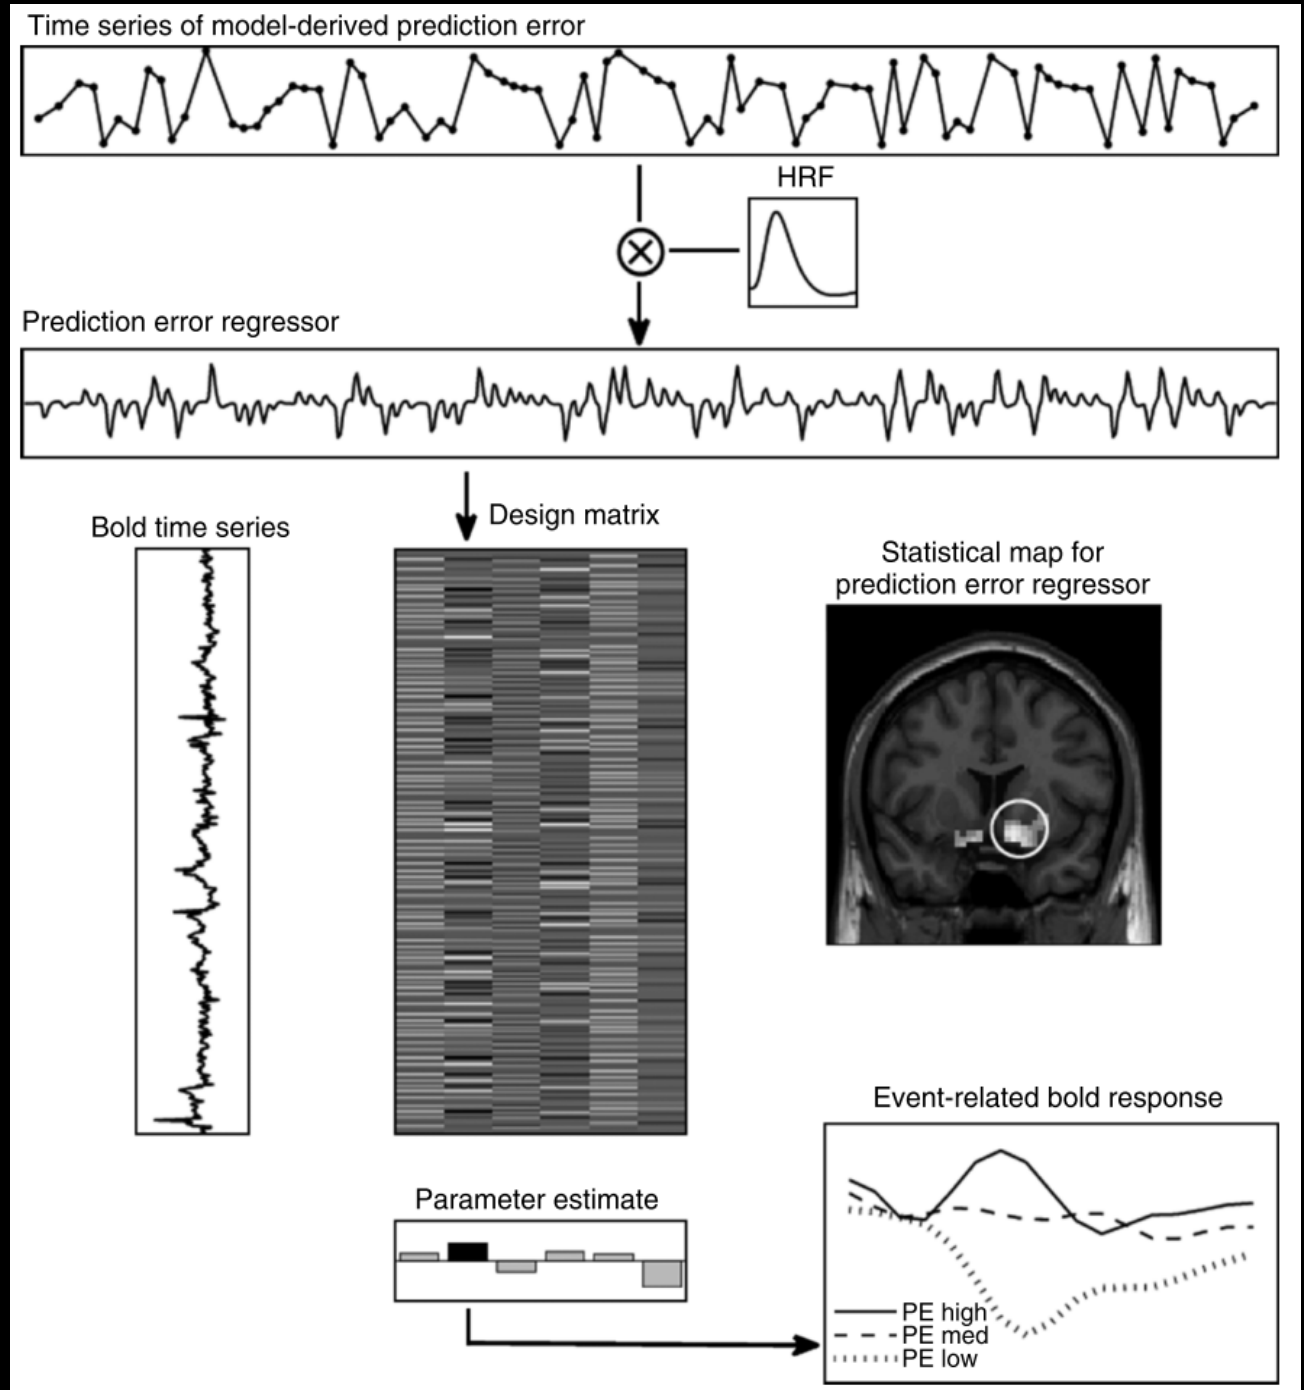 Time series of model-derived prediction error
HRF
Prediction error regressor
Design matrix
Bold time series
Statistical map for
prediction error regressor
Event-related bold response
Parameter estimate
PE high
PE med
PE low